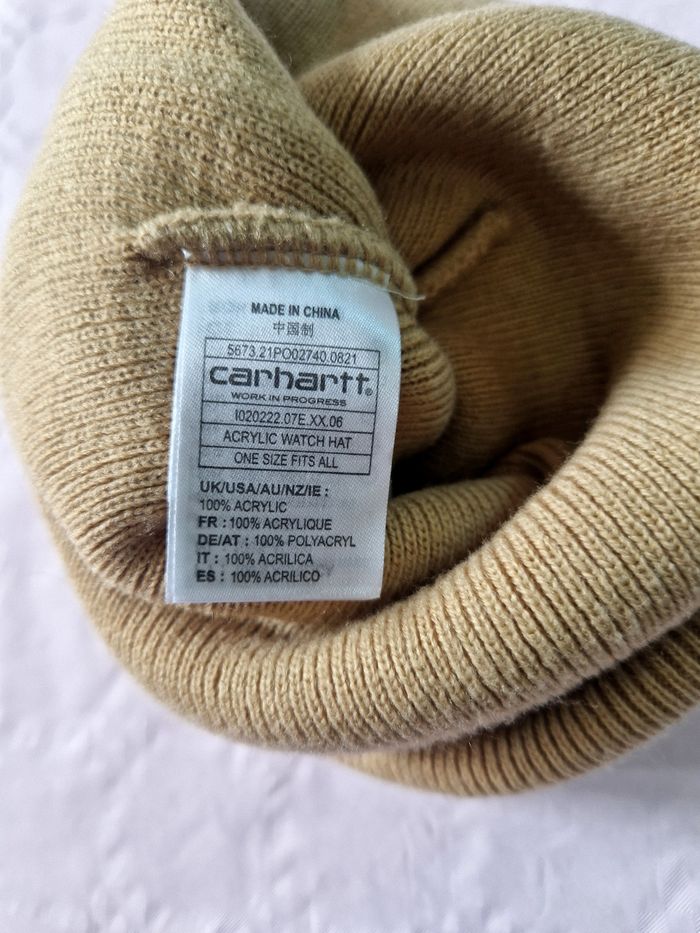 MADE IN CHINA
中国制
5673.21PO02740.0821
carhartt®
WORK IN PROGRESS
I020222.07E.XX.06
ACRYLIC WATCH HAT
ONE SIZE FITS ALL
UK/USA/AU/NZ/IE :
100% ACRYLIC
FR : 100% ACRYLIQUE
DE/AT : 100% POLYACRYL
IT : 100% ACRILICA
ES : 100% ACRILICO